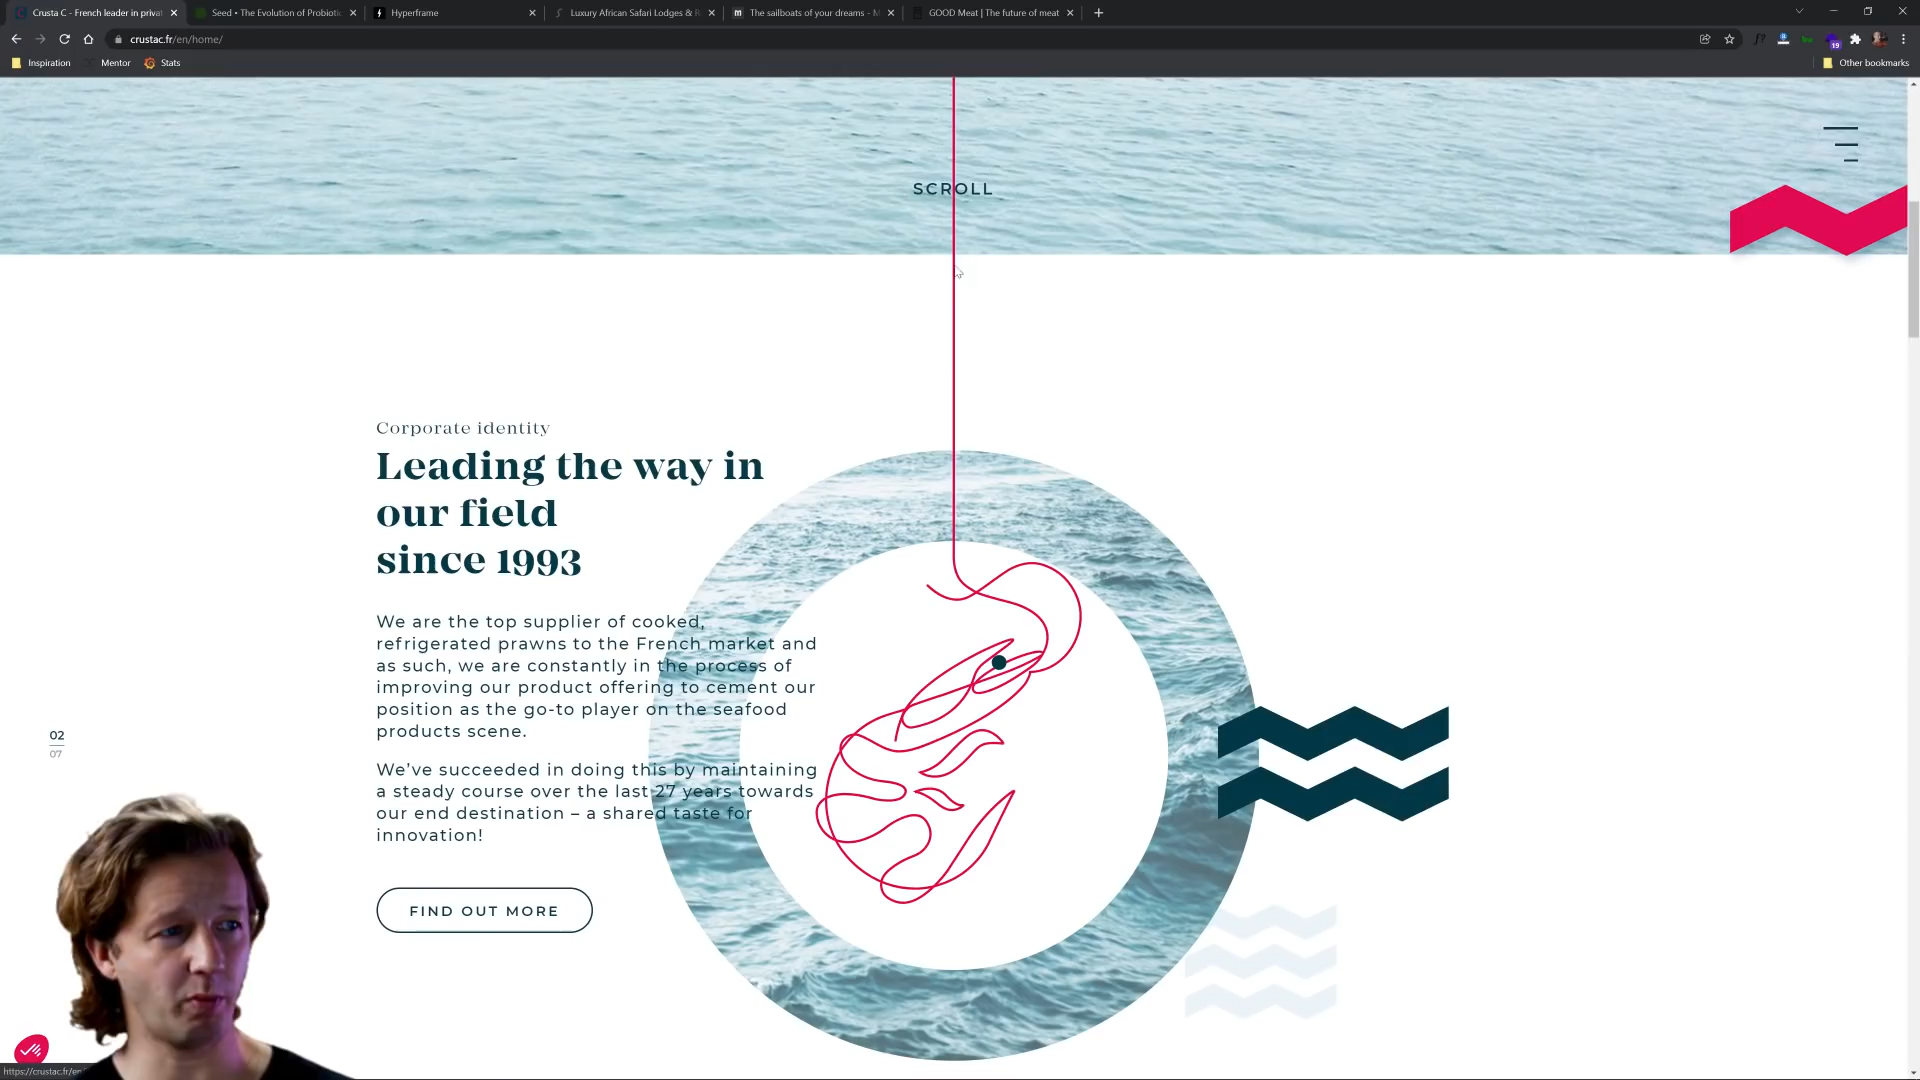 Crusta C - French leader in privat
Seed • The Evolution of Probiotic
Hyperframe
Luxury African Safari Lodges & R
The sailboats of your dreams - M
GOOD Meat | The future of meat
crustac.fr/en/home/
19
Inspiration
Mentor
Stats
Other bookmarks
SCROLL
Corporate identity
Leading the way in
our field
since 1993
We are the top supplier of cooked,
refrigerated prawns to the French market and
as such, we are constantly in the process of
improving our product offering to cement our
position as the go-to player on the seafood
products scene.
We've succeeded in doing this by maintaining
a steady course over the last 27 years towards
our end destination – a shared taste for
innovation!
FIND OUT MORE
02
07
https://crustac.fr/en